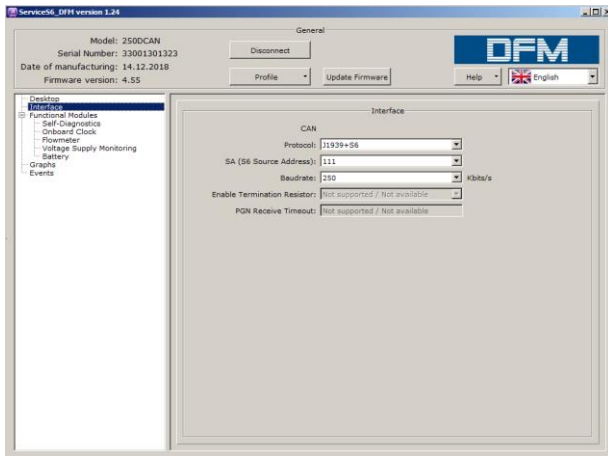 ServiceS6_DFM version 1.24
General
Model: 250DCAN
Serial Number: 33001301323
Date of manufacturing: 14.12.2018
Firmware version: 4.55
Disconnect
Profile
Update Firmware
DFM
Help
English
Desktop
Interface
Functional Modules
Self-Diagnostics
Onboard Clock
Flowmeter
Voltage Supply Monitoring
Battery
Graphs
Events
Interface
CAN
Protocol: J1939+S6
SA (S6 Source Address): 111
Baudrate: 250 Kbits/s
Enable Termination Resistor: Not supported / Not available
PGN Receive Timeout: Not supported / Not available